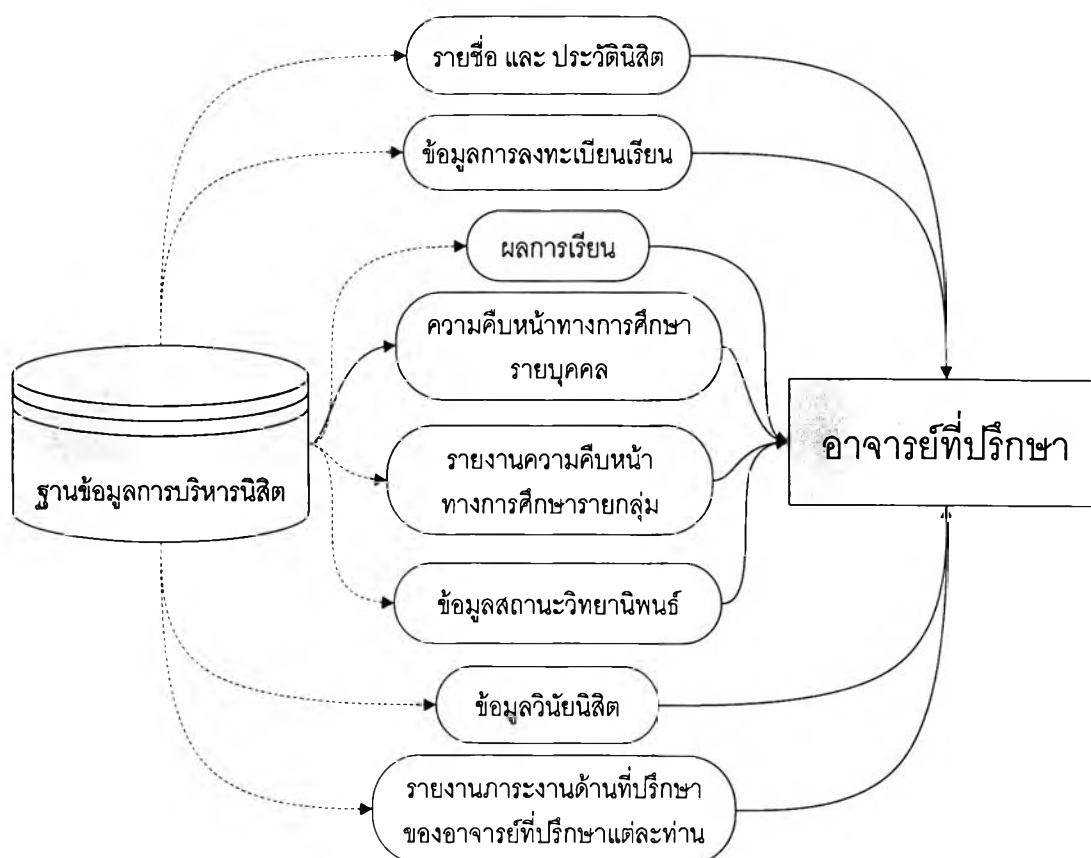 รายชื่อ และ ประวัตินิสิต
ข้อมูลการลงทะเบียนเรียน
ผลการเรียน
ความคืบหน้าทางการศึกษา
รายบุคคล
ฐานข้อมูลการบริหารนิสิต
รายงานความคืบหน้า
ทางการศึกษารายกลุ่ม
อาจารย์ที่ปรึกษา
ข้อมูลสถานะวิทยานิพนธ์
ข้อมูลวินัยนิสิต
รายงานภาระงานด้านที่ปรึกษา
ของอาจารย์ที่ปรึกษาแต่ละท่าน